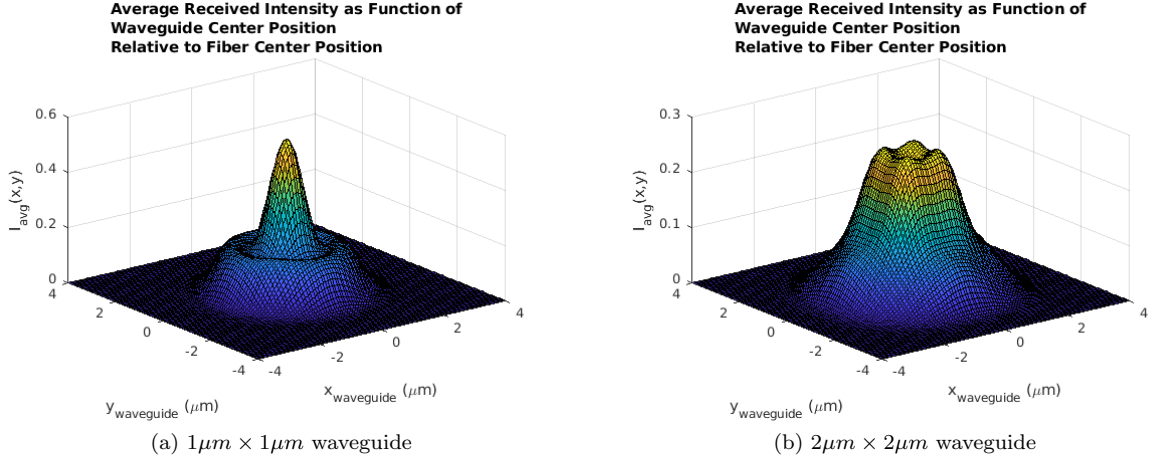 Average Received Intensity as Function of
Waveguide Center Position
Relative to Fiber Center Position
0.6
0.4
0.2
0
I_avg(x,y)
4
2
0
-2
-4
y_waveguide (μm)
-4
-2
0
2
4
x_waveguide (μm)
(a) 1μm × 1μm waveguide
Average Received Intensity as Function of
Waveguide Center Position
Relative to Fiber Center Position
0.3
0.2
0.1
0
I_avg(x,y)
4
2
0
-2
-4
y_waveguide (μm)
-4
-2
0
2
4
x_waveguide (μm)
(b) 2μm × 2μm waveguide